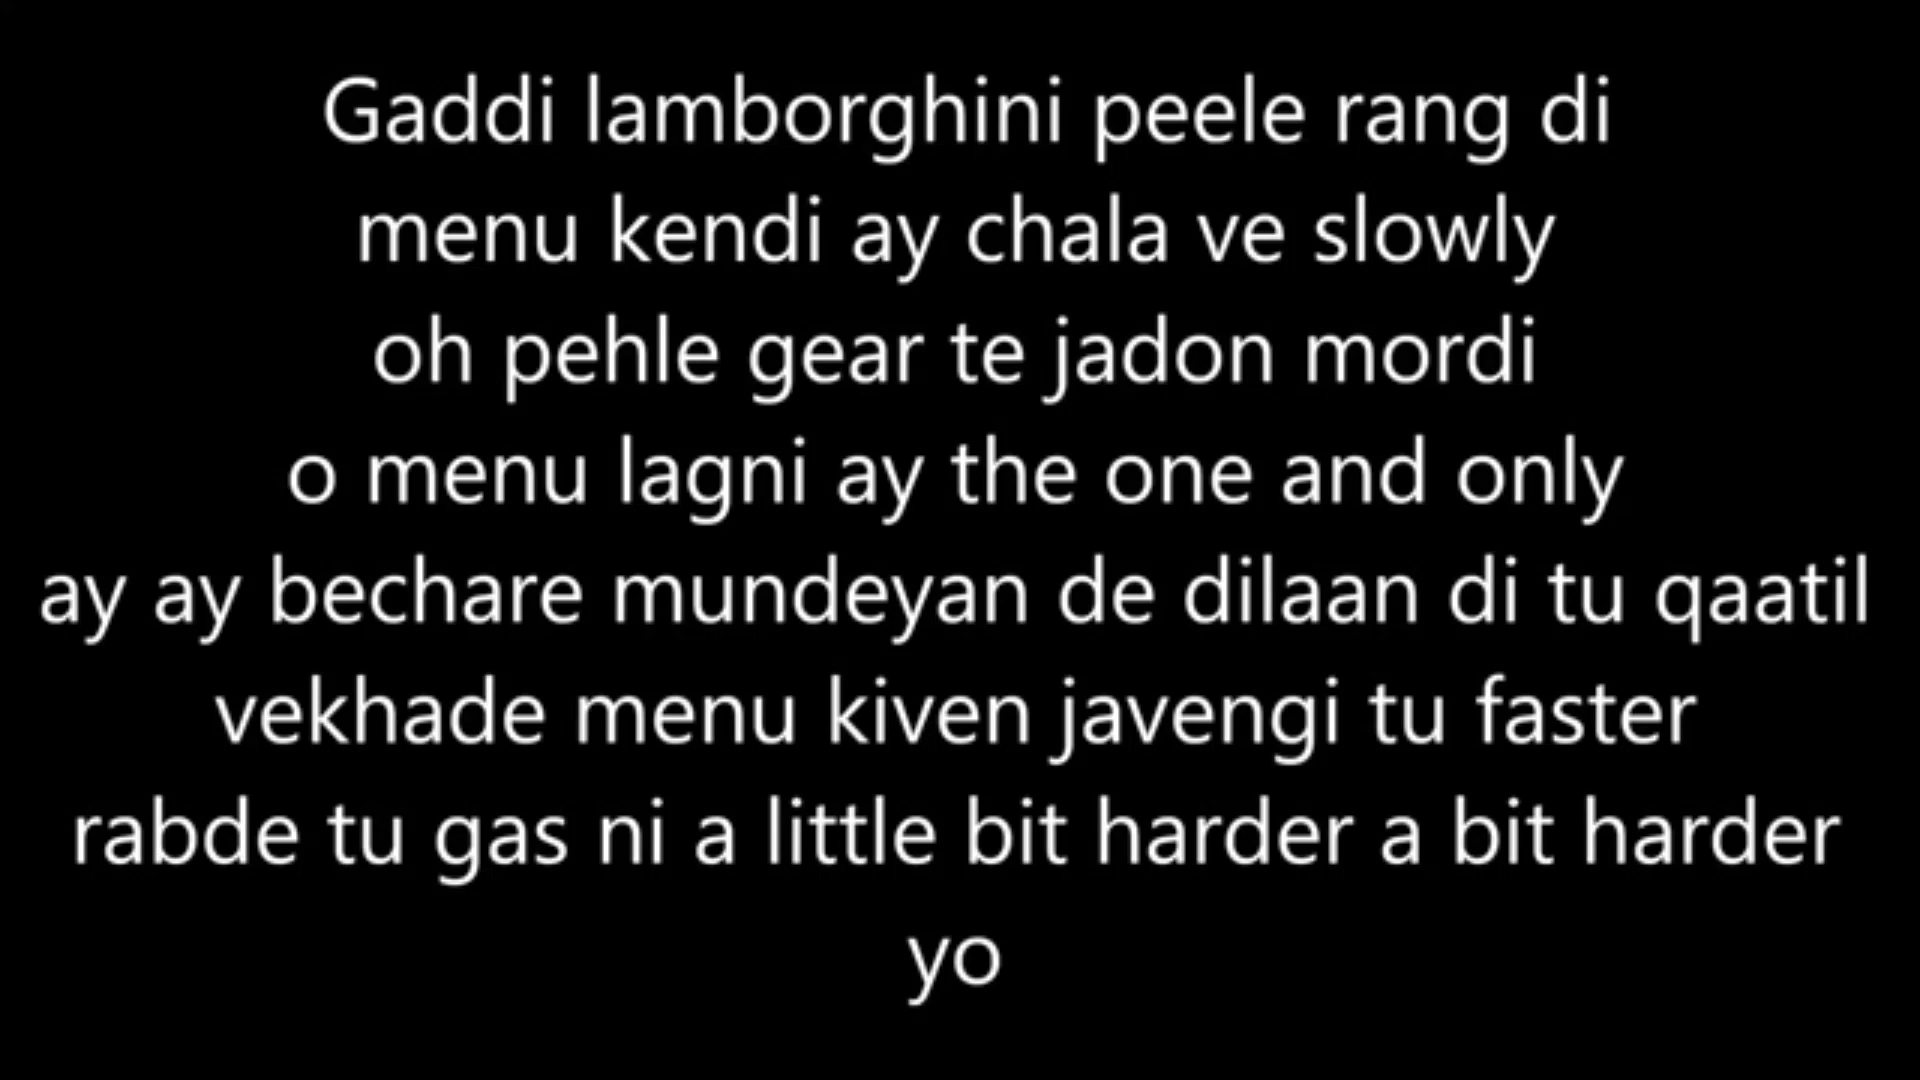 Gaddi lamborghini peele rang di
menu kendi ay chala ve slowly
oh pehle gear te jadon mordi
o menu lagni ay the one and only
ay ay bechare mundeyan de dilaan di tu qaatil
vekhade menu kiven javengi tu faster
rabde tu gas ni a little bit harder a bit harder
yo